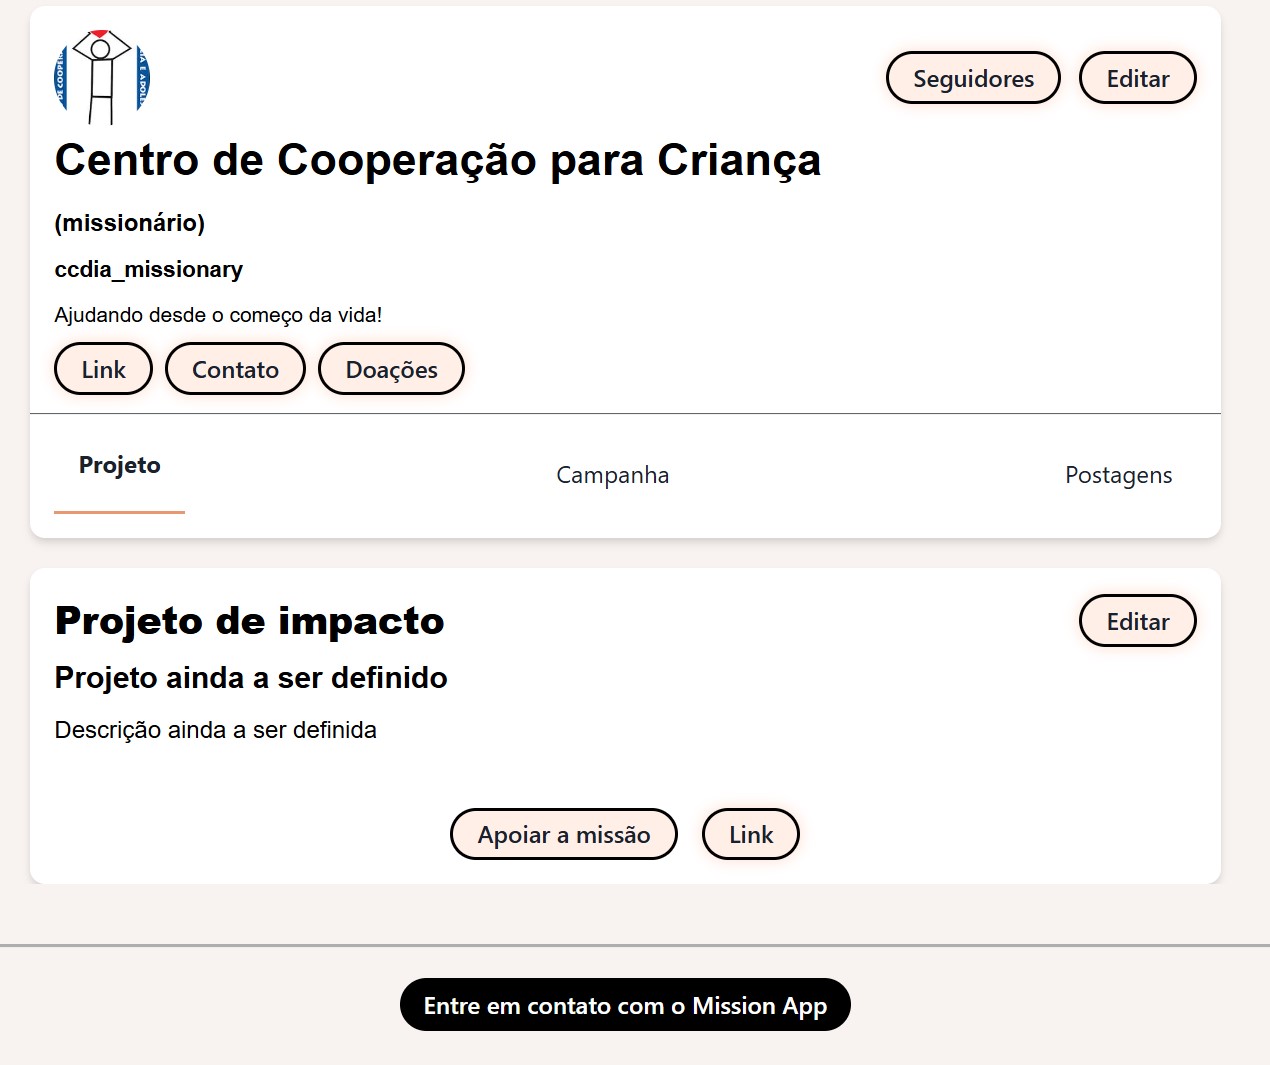 DE COOPER
A E ADOLE
Seguidores
Editar
Centro de Cooperação para Criança
(missionário)
ccdia_missionary
Ajudando desde o começo da vida!
Link
Contato
Doações
Projeto
Campanha
Postagens
Projeto de impacto
Editar
Projeto ainda a ser definido
Descrição ainda a ser definida
Apoiar a missão
Link
Entre em contato com o Mission App